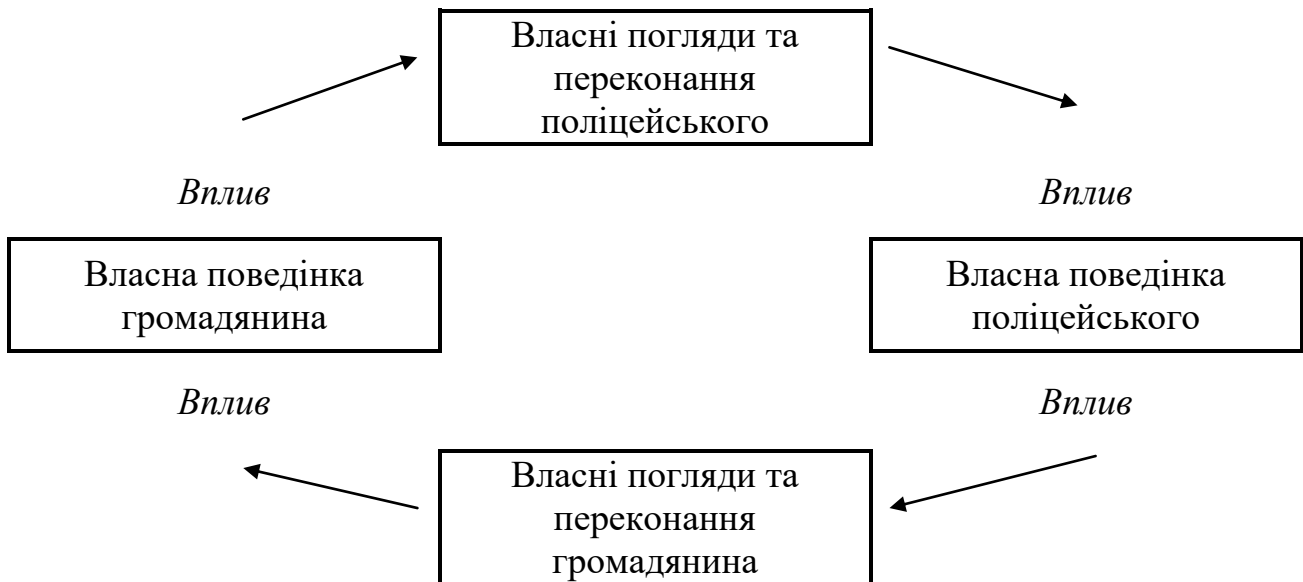 Власні погляди та
переконання
поліцейського
Вплив
Вплив
Власна поведінка
громадянина
Власна поведінка
поліцейського
Вплив
Вплив
Власні погляди та
переконання
громадянина